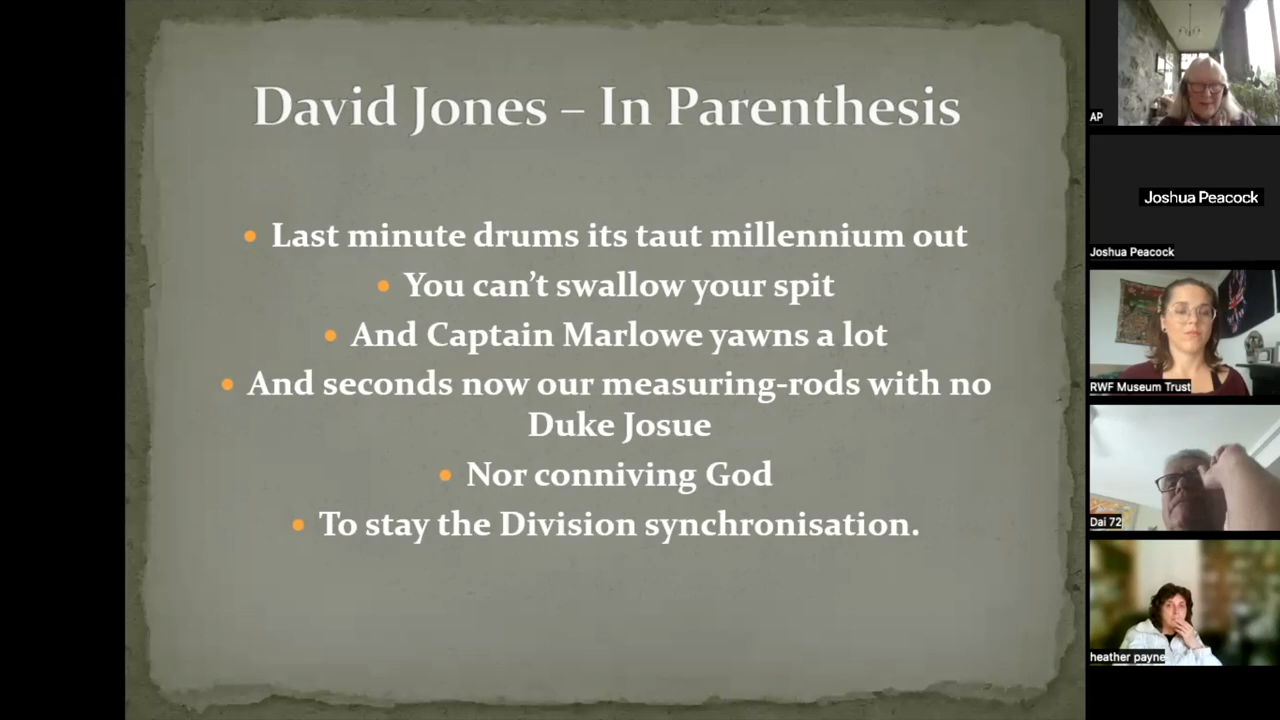 David Jones – In Parenthesis
• Last minute drums its taut millennium out
• You can’t swallow your spit
• And Captain Marlowe yawns a lot
• And seconds now our measuring-rods with no
Duke Josue
• Nor conniving God
• To stay the Division synchronisation.
AP
Joshua Peacock
Joshua Peacock
RWF Museum Trust
Dai 72
heather payne